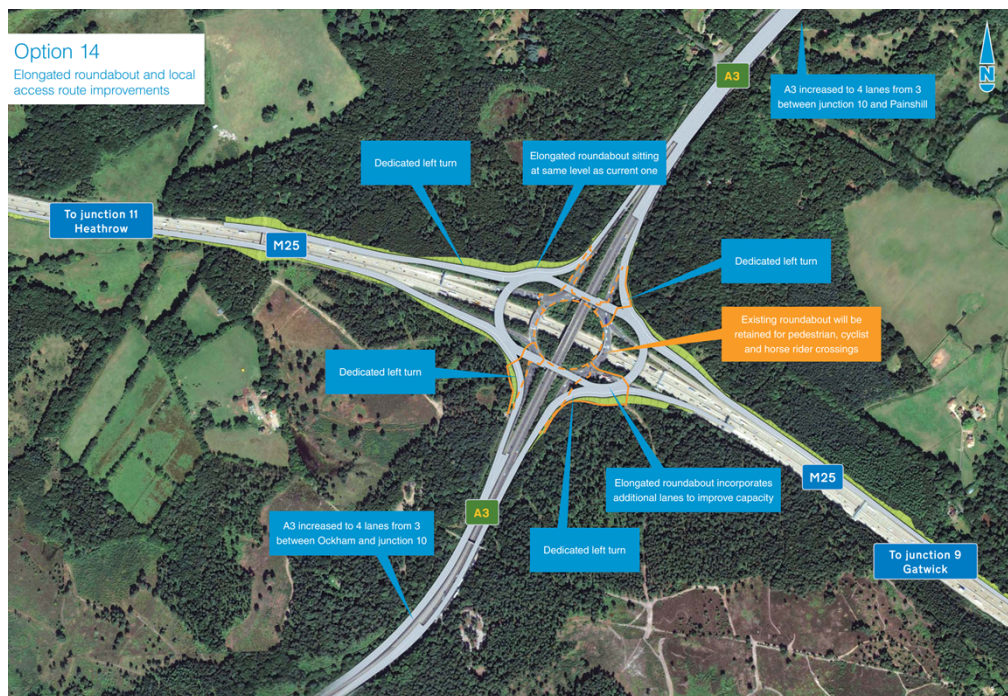 Option 14
Elongated roundabout and local
access route improvements
A3
N
A3 increased to 4 lanes from 3
between junction 10 and Painshill
Dedicated left turn
Elongated roundabout sitting
at same level as current one
To junction 11
Heathrow
M25
Dedicated left turn
Existing roundabout will be
retained for pedestrian, cyclist
and horse rider crossings
Dedicated left turn
Elongated roundabout incorporates
additional lanes to improve capacity
M25
A3
A3 increased to 4 lanes from 3
between Ockham and junction 10
Dedicated left turn
To junction 9
Gatwick